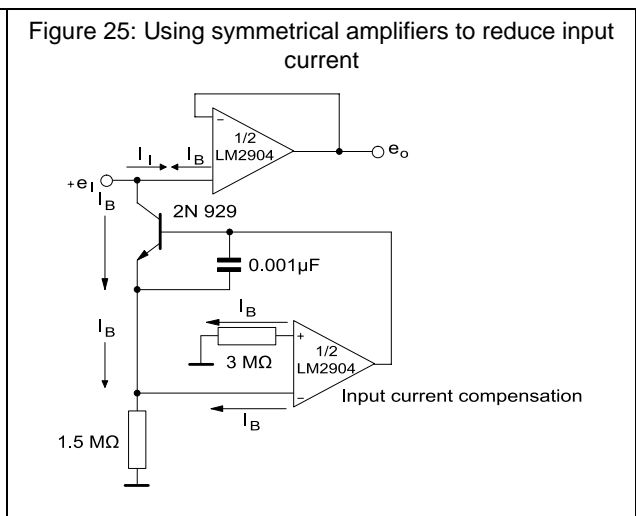 Figure 25: Using symmetrical amplifiers to reduce input
current
1/2
LM2904
I I
I B
e o
+e I
I B
2N 929
0.001µF
I B
I B
3 MΩ
1/2
LM2904
Input current compensation
I B
1.5 MΩ